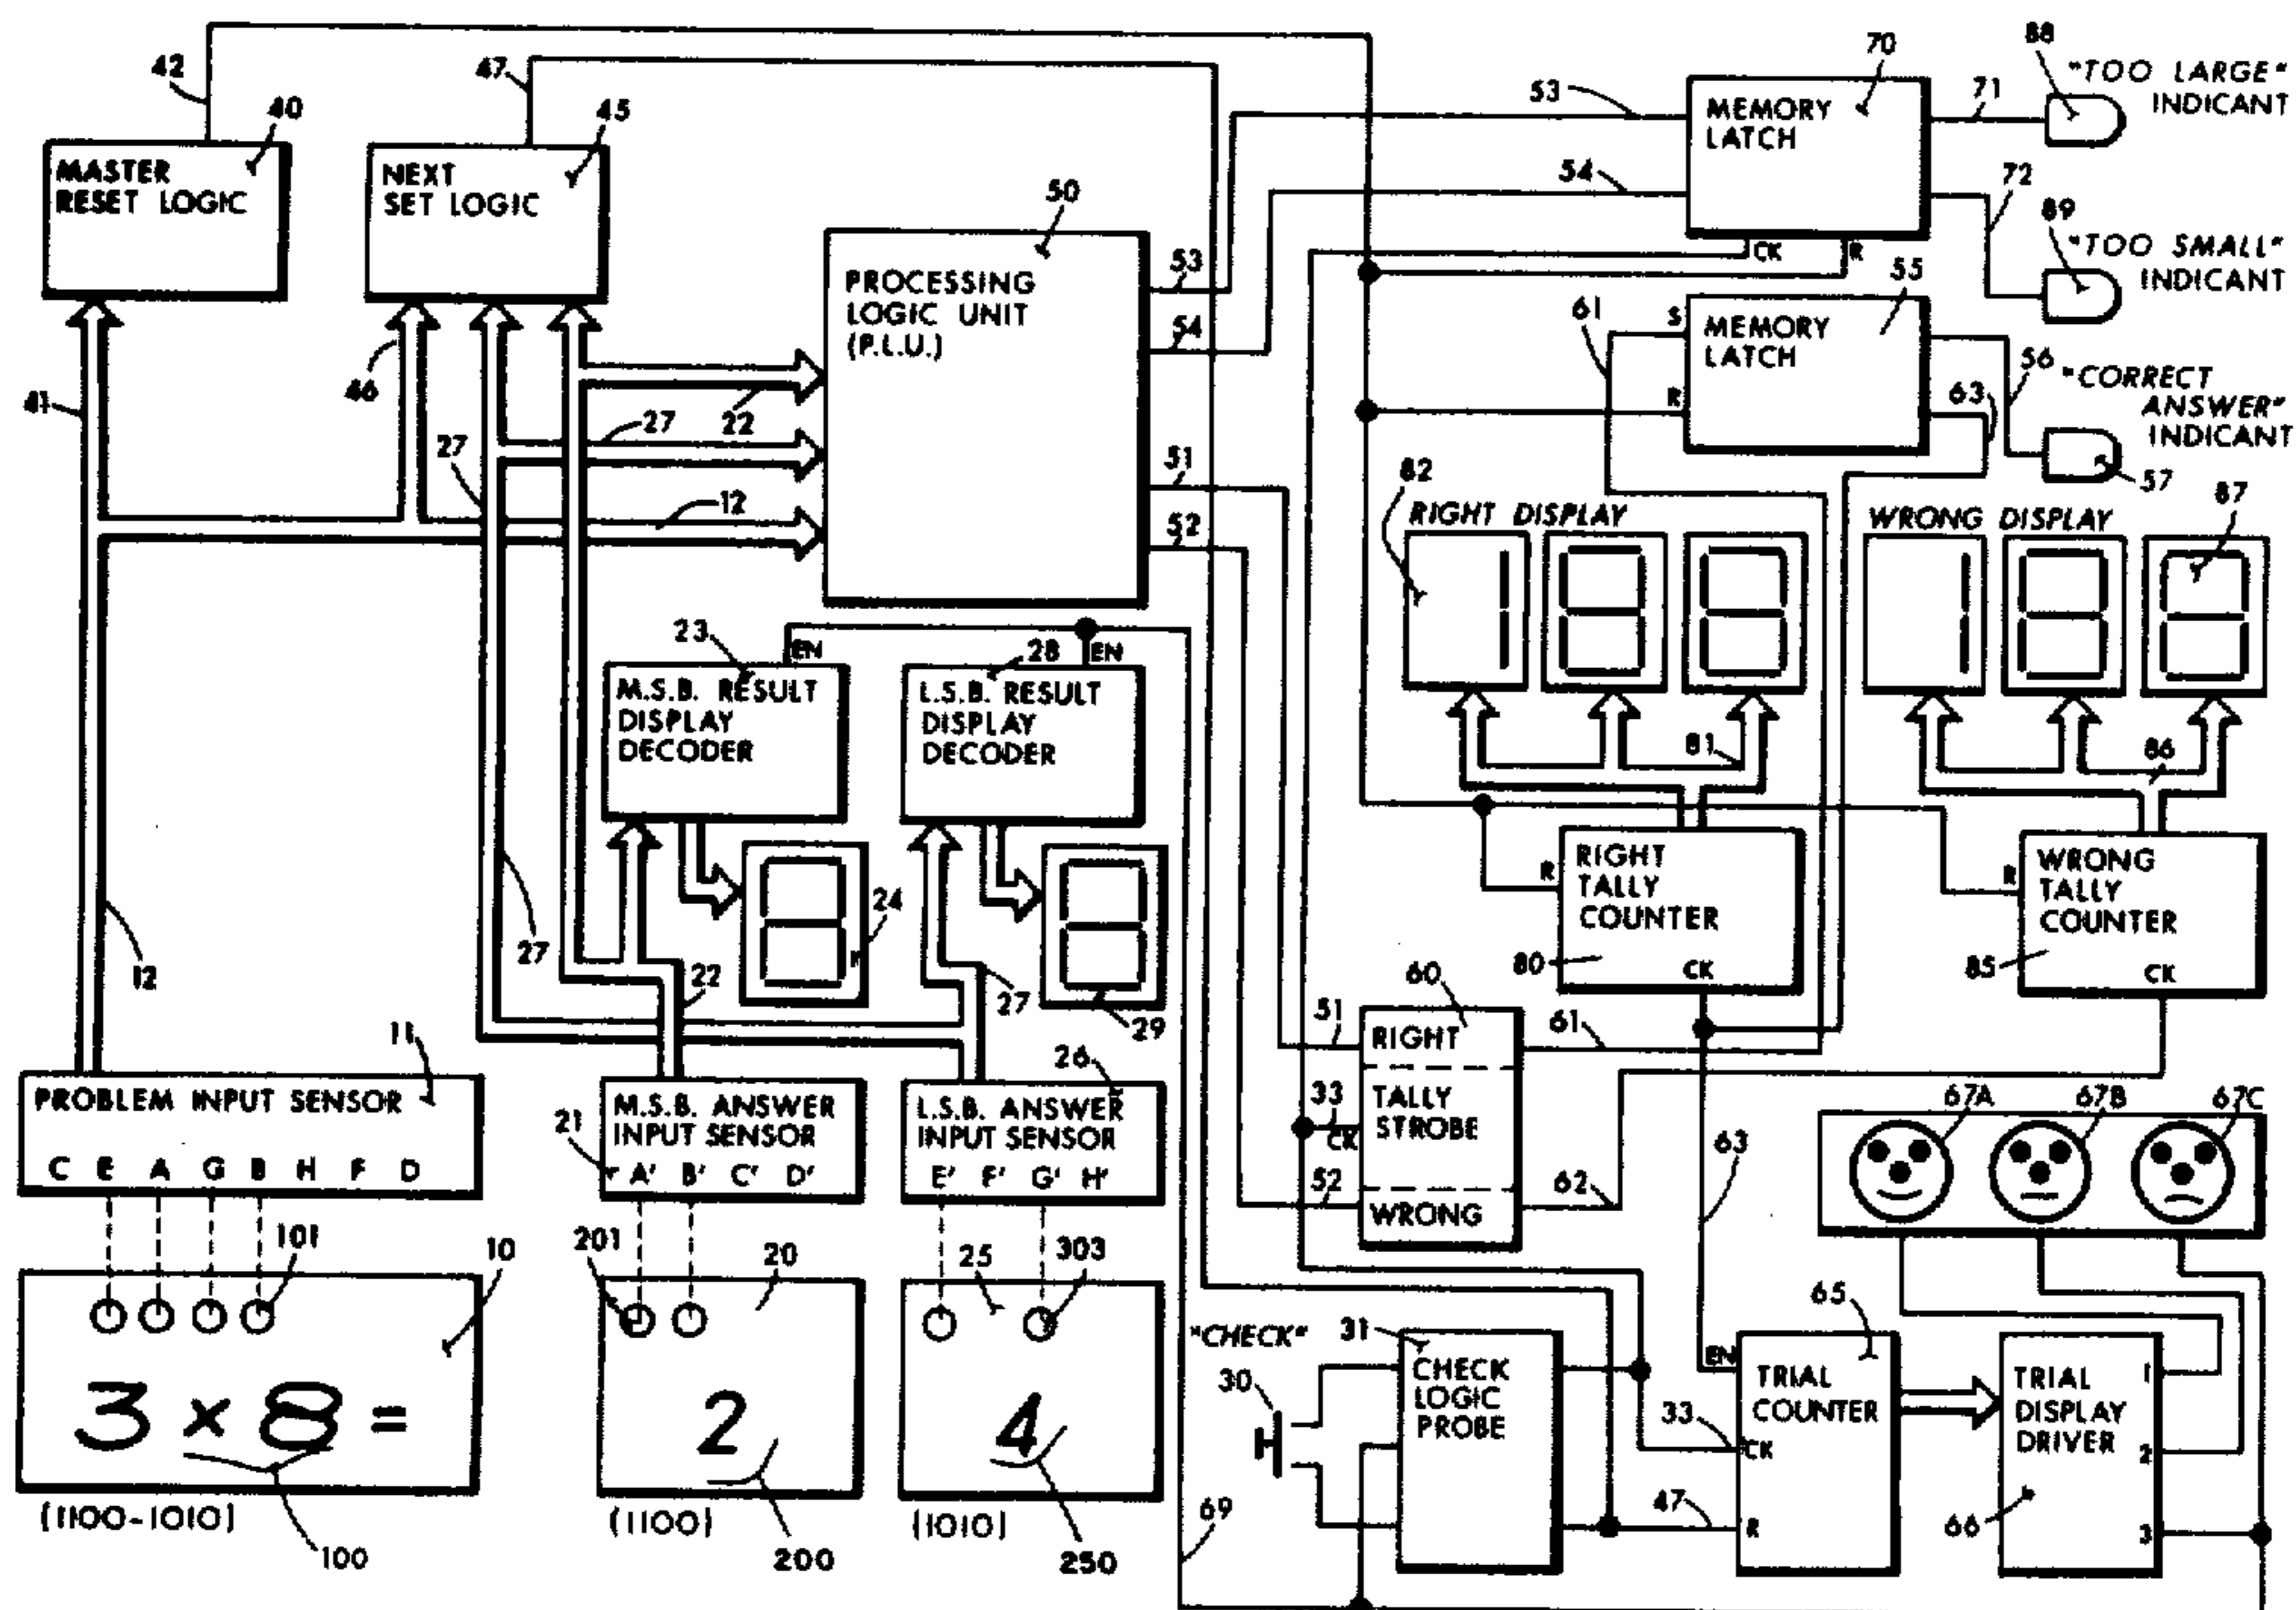 42
47
40
45
MASTER
RESET LOGIC
NEXT
SET LOGIC
41
46
27
27
22
12
50
PROCESSING
LOGIC UNIT
(P.L.U.)
53
54
51
52
53
54
70
MEMORY
LATCH
CK
R
71
72
88
"TOO LARGE"
INDICANT
89
"TOO SMALL"
INDICANT
55
61
S
R
MEMORY
LATCH
56
63
"CORRECT
ANSWER"
INDICANT
57
82
RIGHT DISPLAY
WRONG DISPLAY
87
81
86
23
EN
M.S.B. RESULT
DISPLAY
DECODER
24
28
EN
L.S.B. RESULT
DISPLAY
DECODER
29
27
22
27
12
R
RIGHT
TALLY
COUNTER
80
CK
R
WRONG
TALLY
COUNTER
85
CK
60
51
RIGHT
61
33
CK
TALLY
STROBE
52
WRONG
62
63
67A
67B
67C
11
PROBLEM INPUT SENSOR
C E A G B H F D
21
M.S.B. ANSWER
INPUT SENSOR
A' B' C' D'
26
L.S.B. ANSWER
INPUT SENSOR
E' F' G' H'
101
10
3 x 8 =
(1100-1010)
100
201
20
2
(1100)
200
25
303
4
(1010)
250
"CHECK"
30
31
CHECK
LOGIC
PROBE
69
65
EN
TRIAL
COUNTER
33
CK
47
R
TRIAL
DISPLAY
DRIVER
66
1
2
3